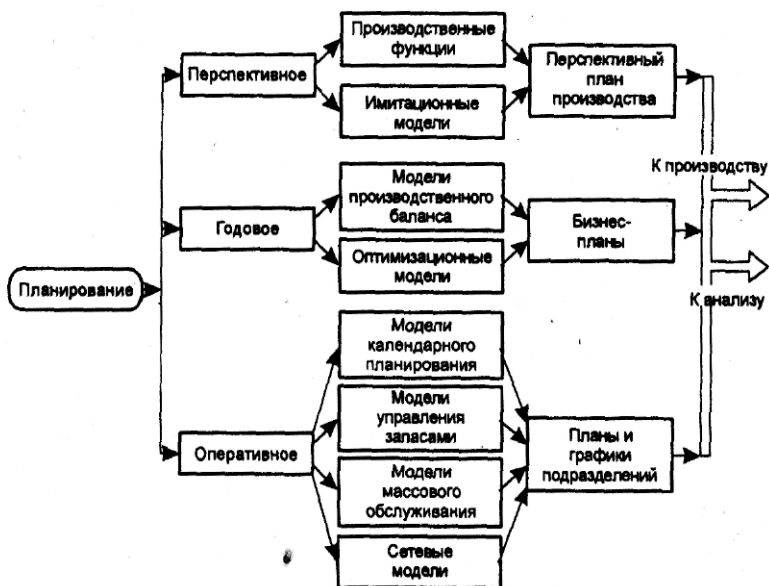 Производственные
функции
Перспективное
Имитационные
модели
Перспективный
план
производства
К производству
Модели
производственного
баланса
Годовое
Оптимизационные
модели
Бизнес-
планы
Планирование
К анализу
Модели
календарного
планирования
Модели
управления
запасами
Оперативное
Модели
массового
обслуживания
Сетевые
модели
Планы и
графики
подразделений